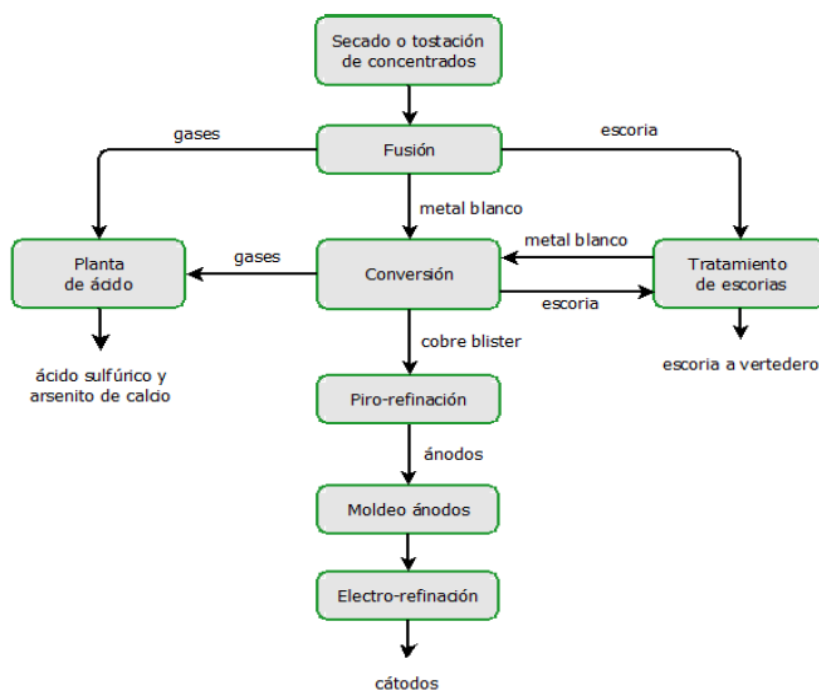 Secado o tostación
de concentrados
gases
escoria
Fusión
metal blanco
metal blanco
Planta
de ácido
gases
Conversión
Tratamiento
de escorias
escoria
cobre blister
ácido sulfúrico y
arsenito de calcio
escoria a vertedero
Piro-refinación
ánodos
Moldeo ánodos
Electro-refinación
cátodos